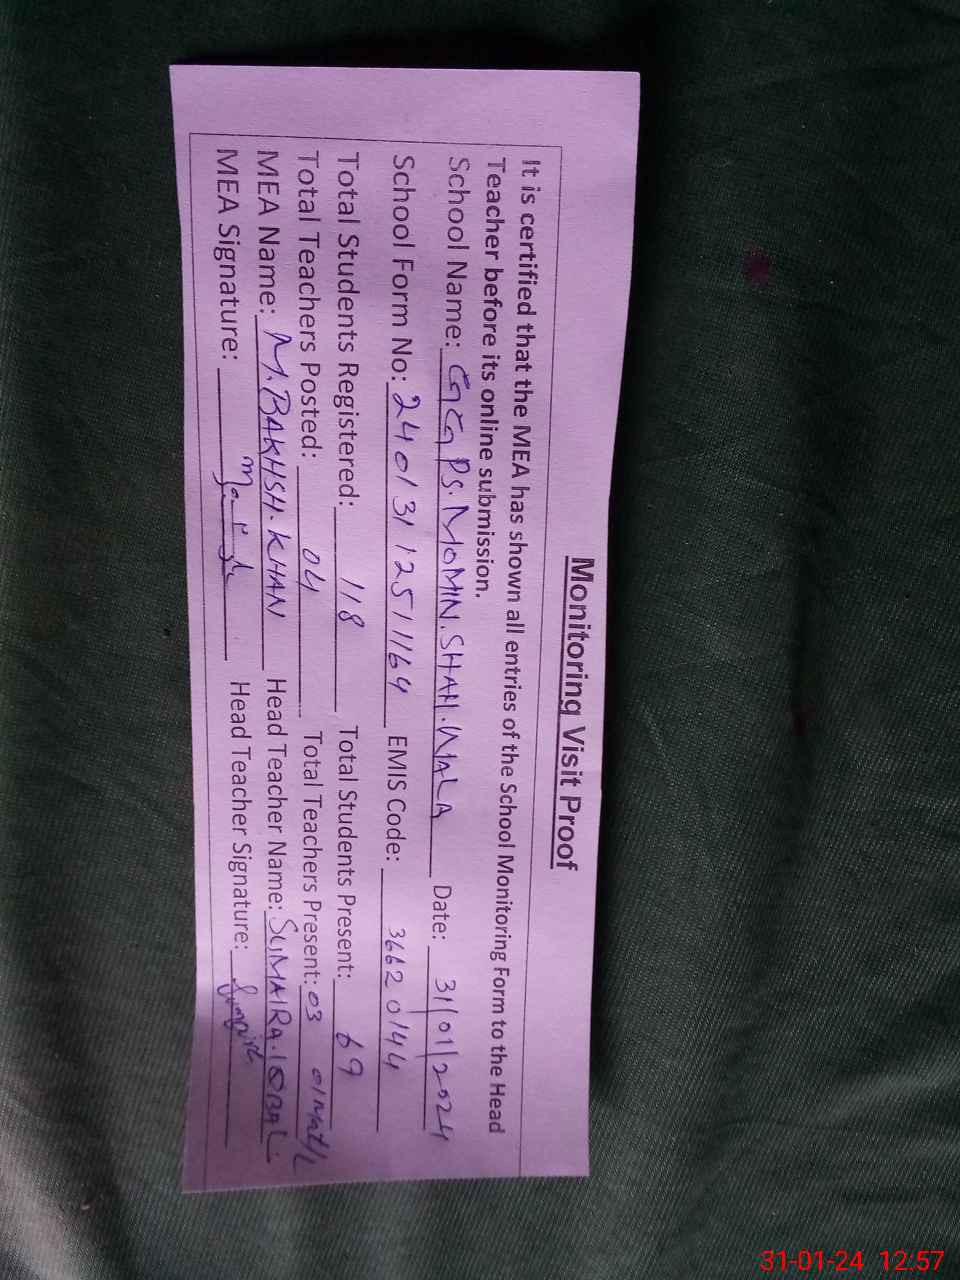 Monitoring Visit Proof
It is certified that the MEA has shown all entries of the School Monitoring Form to the Head
Teacher before its online submission.
School Name: GGPS. MOMIN. SHAH. WALA Date: 31/01/2024
School Form No: 240131 1251164 EMIS Code: 36620144
Total Students Registered: 118 Total Students Present: 69
Total Teachers Posted: 04 Total Teachers Present: 03 01 Mat/L
MEA Name: M. BAKHSH. KHAN Head Teacher Name: SUMAIRA. IQBAL.
MEA Signature: Head Teacher Signature:
31-01-24 12:57